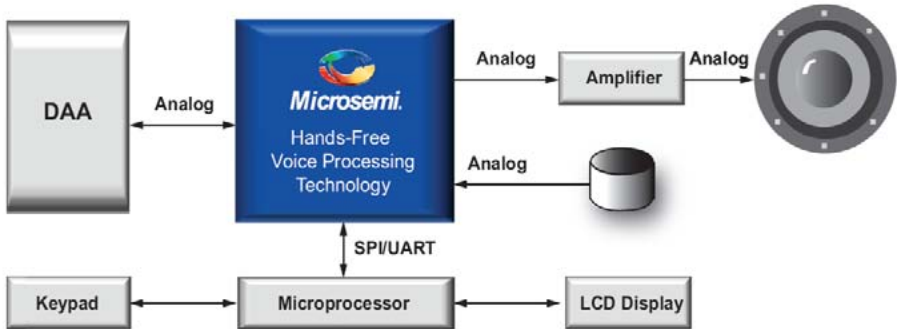 DAA
Analog
Microsemi.
Hands-Free
Voice Processing
Technology
Analog
Amplifier
Analog
Analog
SPI/UART
Keypad
Microprocessor
LCD Display